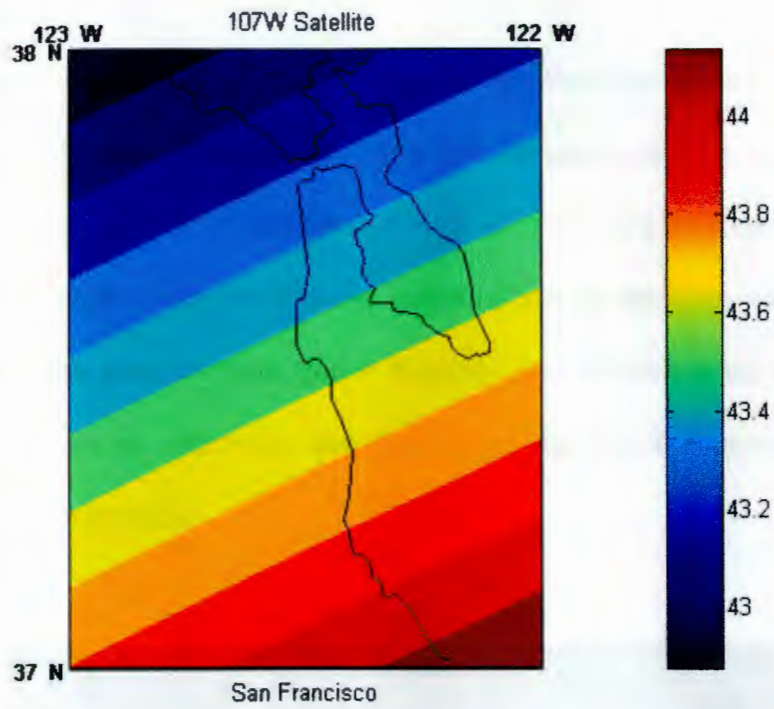 107W Satellite
123 W
122 W
38 N
44
43.8
43.6
43.4
43.2
43
37 N
San Francisco